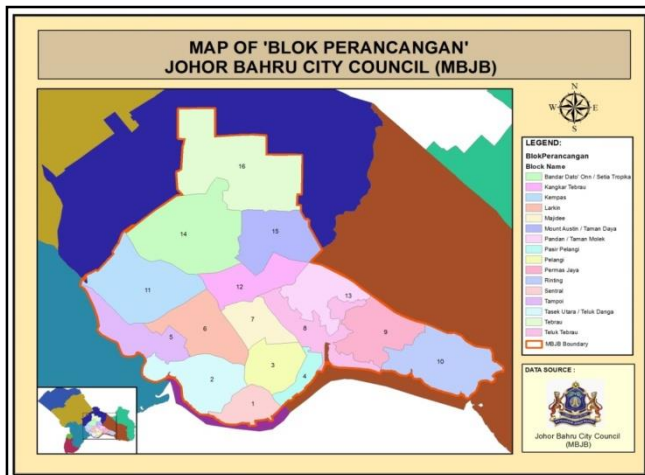 MAP OF 'BLOK PERANCANGAN'
JOHOR BAHRU CITY COUNCIL (MBJB)
N
W E
S
LEGEND:
BlokPerancangan
Block Name
Bandar Dato' Onn / Setia Tropika
Kangkar Tebrau
Kempas
Larkin
Majidee
Mount Austin / Taman Daya
Pandan / Taman Molek
Pasir Pelangi
Pelangi
Permas Jaya
Rinting
Sentral
Tampoi
Tasek Utara / Teluk Danga
Tebrau
Teluk Tebrau
MBJB Boundary
16
14
15
11
12
13
7
6
5
8
9
10
3
2
4
1
DATA SOURCE :
Johor Bahru City Council
(MBJB)